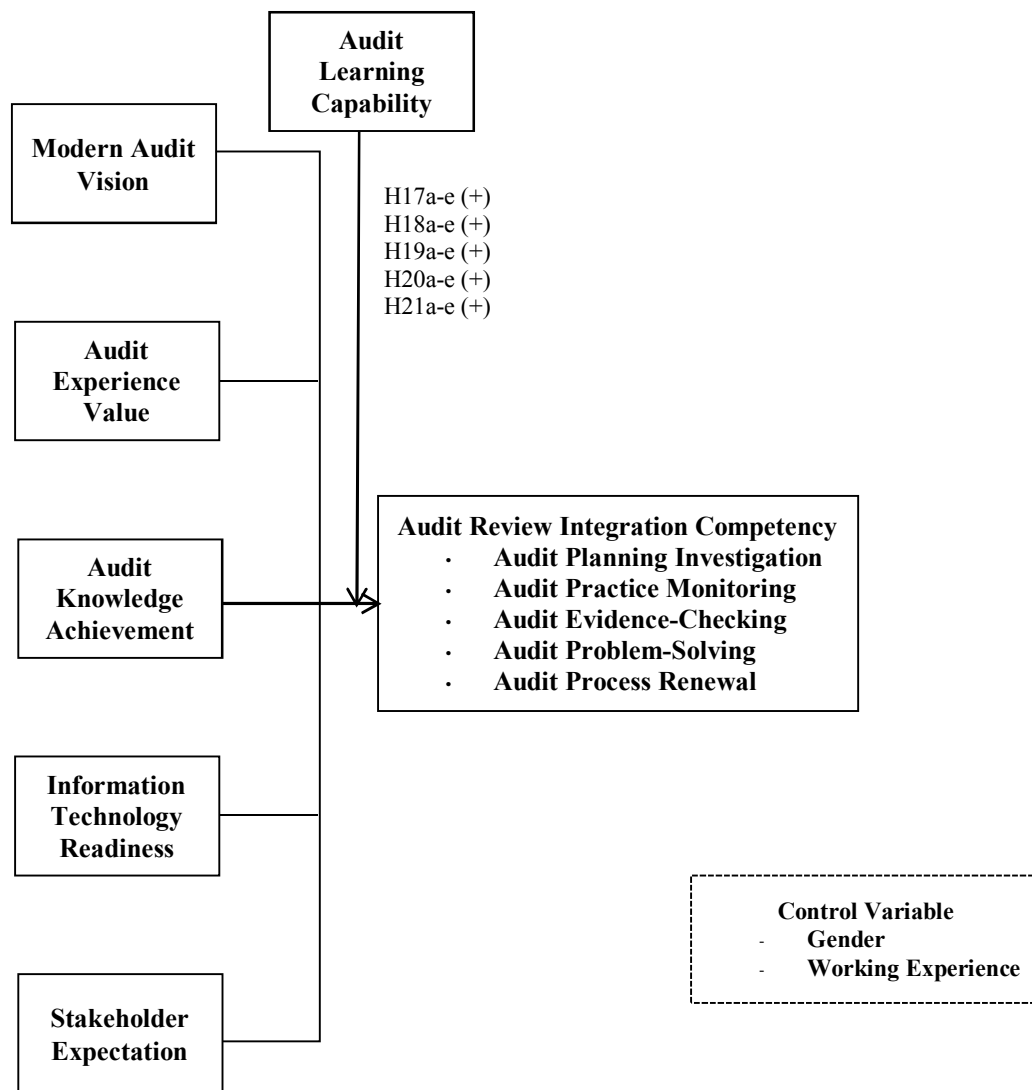 Audit
Learning
Capability
Modern Audit
Vision
H17a-e (+)
H18a-e (+)
H19a-e (+)
H20a-e (+)
H21a-e (+)
Audit
Experience
Value
Audit
Knowledge
Achievement
Audit Review Integration Competency
· Audit Planning Investigation
· Audit Practice Monitoring
· Audit Evidence-Checking
· Audit Problem-Solving
· Audit Process Renewal
Information
Technology
Readiness
Control Variable
- Gender
- Working Experience
Stakeholder
Expectation